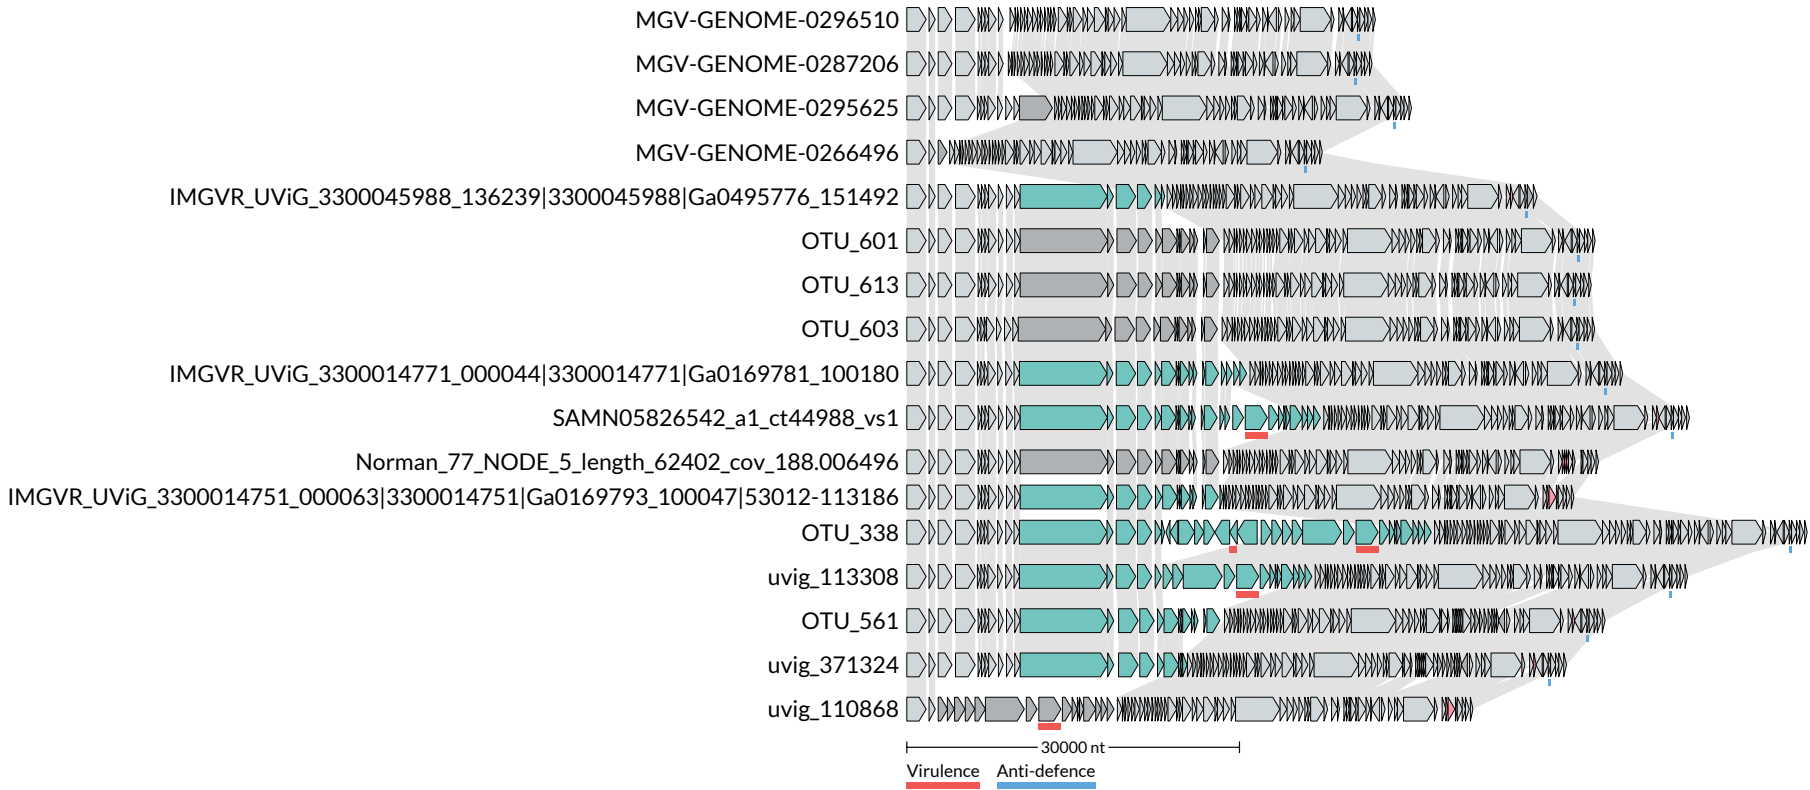 MGV-GENOME-0296510
MGV-GENOME-0287206
MGV-GENOME-0295625
MGV-GENOME-0266496
IMGVR_UViG_3300045988_136239|3300045988|Ga0495776_151492
OTU_601
OTU_613
OTU_603
IMGVR_UViG_3300014771_000044|3300014771|Ga0169781_100180
SAMN05826542_a1_ct44988_vs1
Norman_77_NODE_5_length_62402_cov_188.006496
IMGVR_UViG_3300014751_000063|3300014751|Ga0169793_100047|53012-113186
OTU_338
uvig_113308
OTU_561
uvig_371324
uvig_110868
30000 nt
Virulence Anti-defence